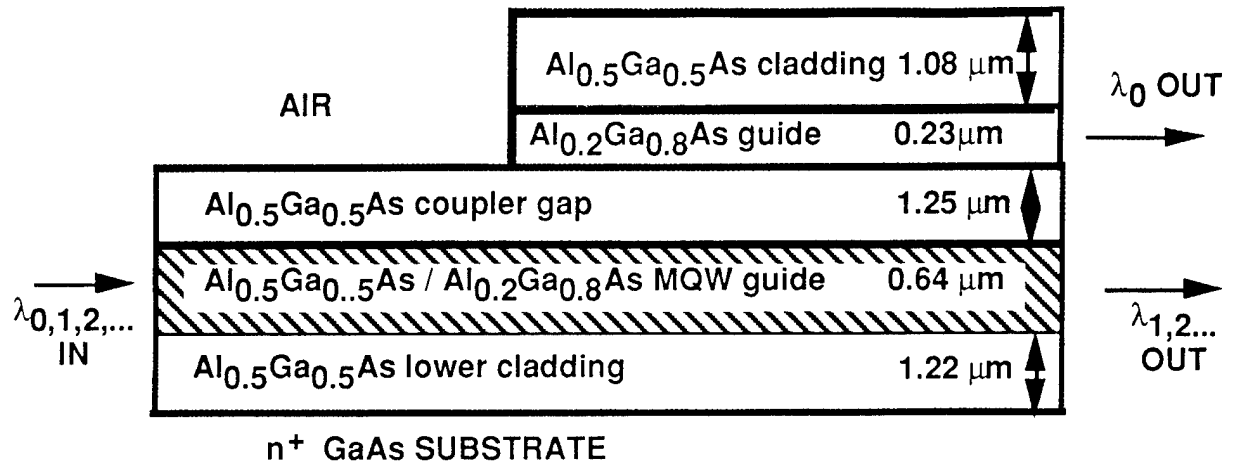 Al0.5Ga0.5As cladding 1.08 μm
λ0 OUT
AIR
Al0.2Ga0.8As guide 0.23μm
Al0.5Ga0.5As coupler gap 1.25 μm
Al0.5Ga0..5As / Al0.2Ga0.8As MQW guide 0.64 μm
λ0,1,2,...
IN
λ1,2...
OUT
Al0.5Ga0.5As lower cladding 1.22 μm
n+ GaAs SUBSTRATE